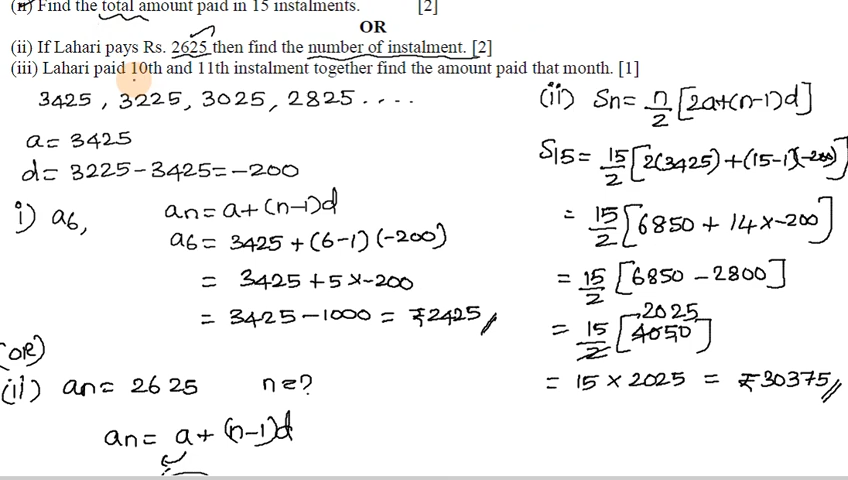 (ii) Find the total amount paid in 15 instalments. [2]
OR
(ii) If Lahari pays Rs. 2625 then find the number of instalment. [2]
(iii) Lahari paid 10th and 11th instalment together find the amount paid that month. [1]
3425, 3225, 3025, 2825 ....
a = 3425
d = 3225-3425 = -200
i) a6, an = a+(n-1)d
a6 = 3425 + (6-1) (-200)
= 3425 + 5 x -200
= 3425 - 1000 = ₹2425 //
(OR)
(ii) an = 2625 n = ?
an = a + (n-1)d
(ii) Sn = n/2 [2a+(n-1)d]
S15 = 15/2 [2(3425) + (15-1)(-200)]
= 15/2 [6850 + 14 x -200]
= 15/2 [6850 - 2800]
2025
= 15/2 [4050]
= 15 x 2025 = ₹30375 //